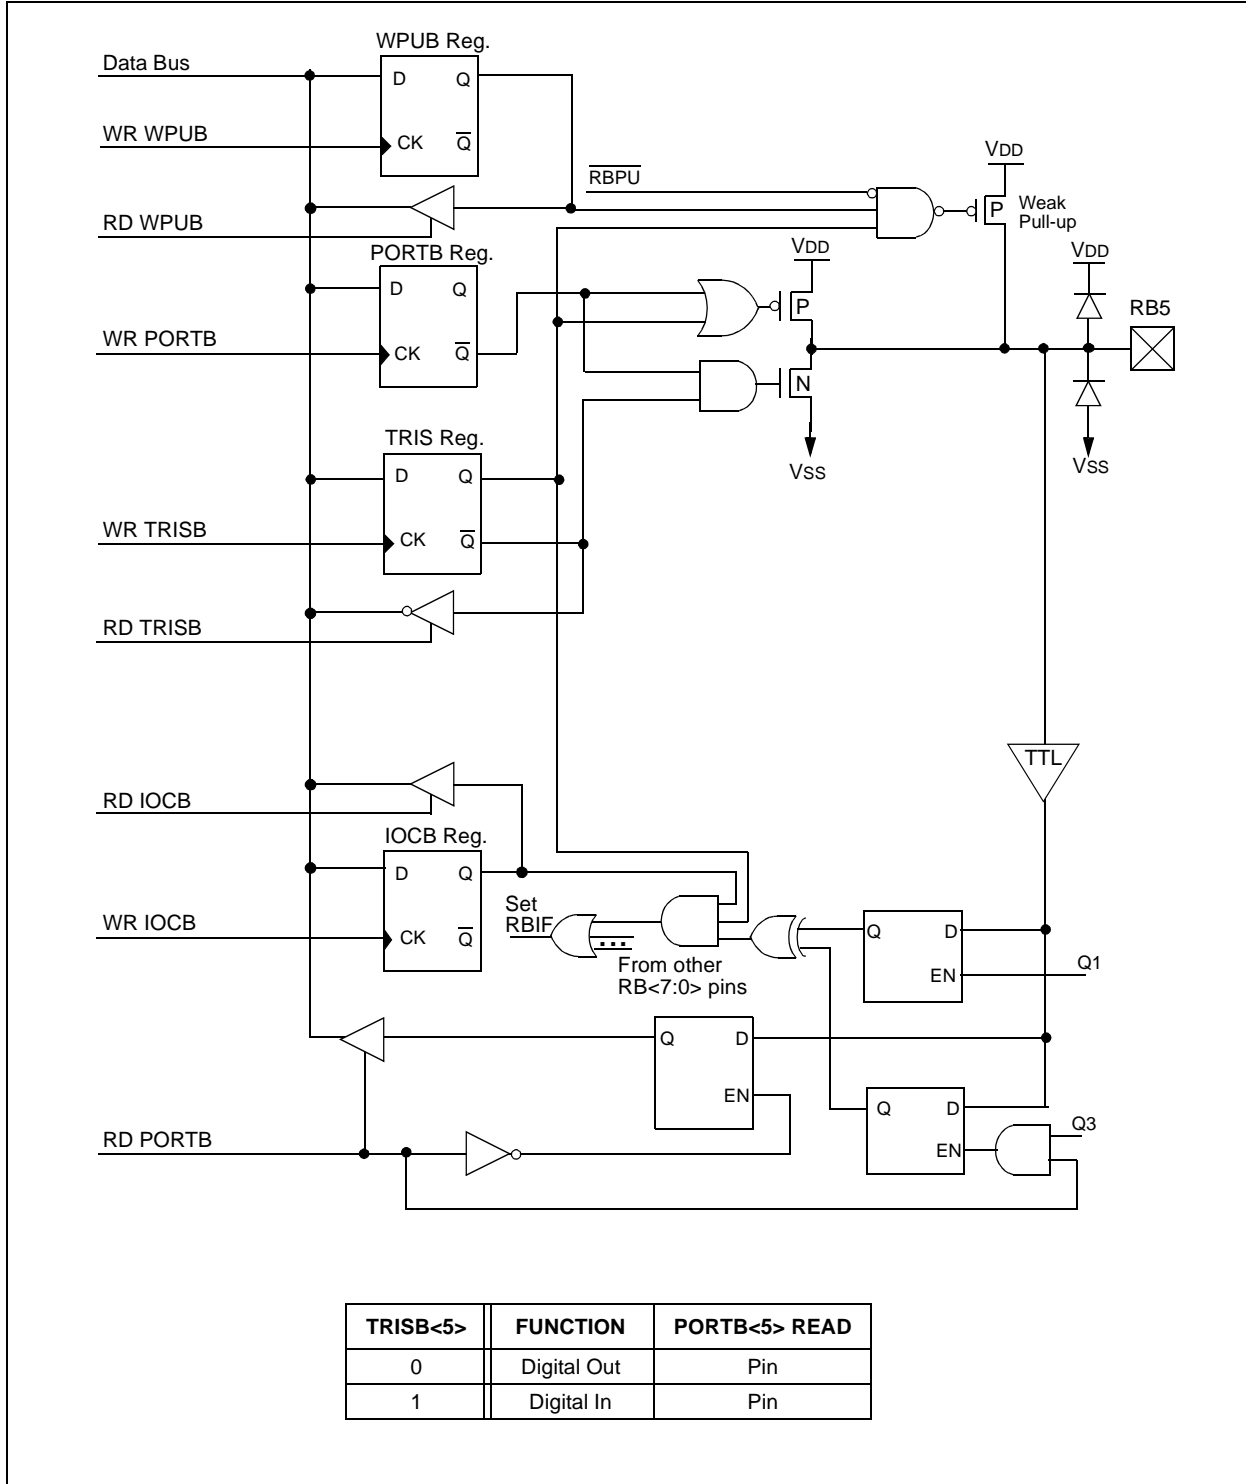 WPUB Reg.
Data Bus
D Q
WR WPUB
CK Q
RBPU
VDD
P
Weak
Pull-up
RD WPUB
PORTB Reg.
VDD
VDD
D Q
P
RB5
WR PORTB
CK Q
N
TRIS Reg.
VSS
VSS
D Q
WR TRISB
CK Q
RD TRISB
TTL
RD IOCB
IOCB Reg.
D Q
Set
RBIF
WR IOCB
CK Q
...
From other
RB<7:0> pins
Q D
EN
Q1
Q D
EN
Q D
EN
Q3
RD PORTB
TRISB<5> FUNCTION PORTB<5> READ
0 Digital Out Pin
1 Digital In Pin